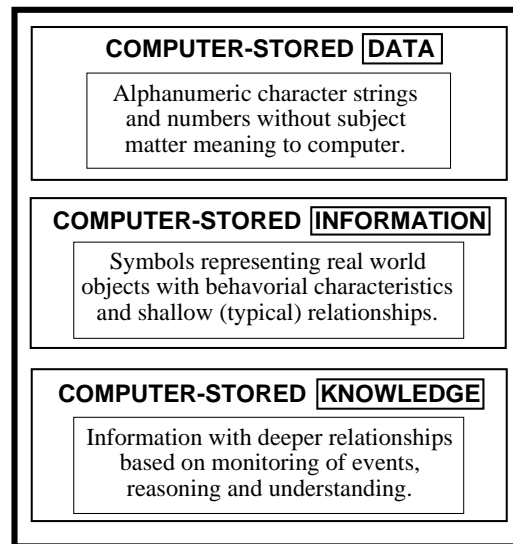 COMPUTER-STORED DATA
Alphanumeric character strings
and numbers without subject
matter meaning to computer.
COMPUTER-STORED INFORMATION
Symbols representing real world
objects with behavorial characteristics
and shallow (typical) relationships.
COMPUTER-STORED KNOWLEDGE
Information with deeper relationships
based on monitoring of events,
reasoning and understanding.